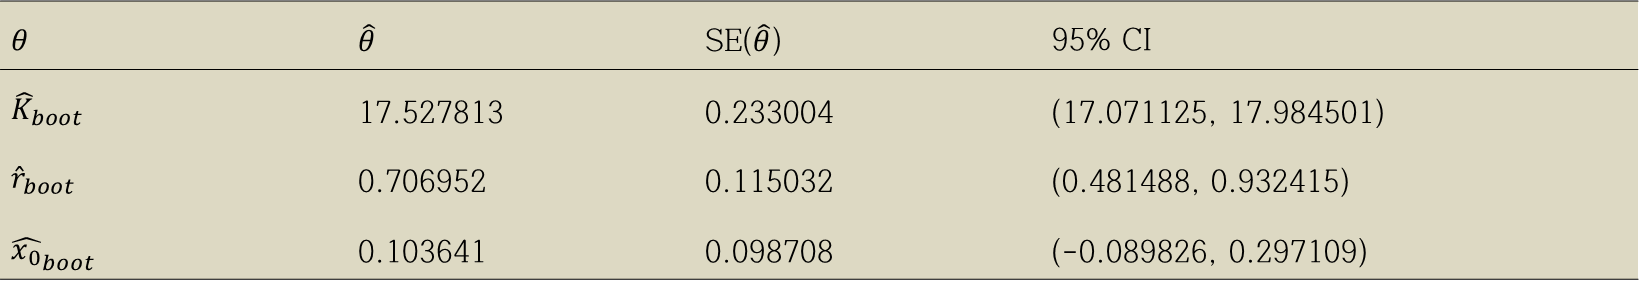 θ θ̂ SE(θ̂) 95% CI
K̂boot 17.527813 0.233004 (17.071125, 17.984501)
r̂boot 0.706952 0.115032 (0.481488, 0.932415)
x̂0boot 0.103641 0.098708 (-0.089826, 0.297109)